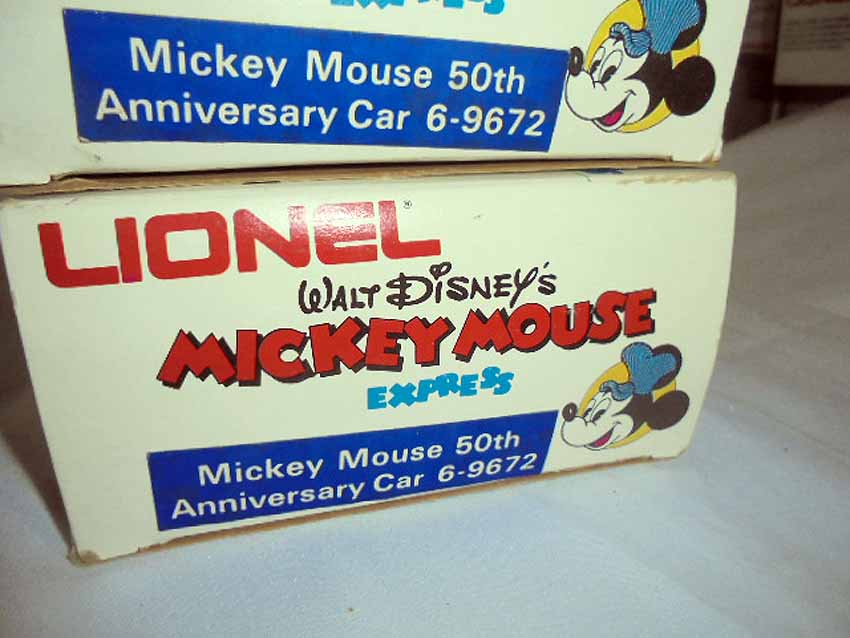 EXPRESS
Mickey Mouse 50th
Anniversary Car 6-9672
LIONEL®
WALT DISNEY'S
MICKEY MOUSE
EXPRESS
Mickey Mouse 50th
Anniversary Car 6-9672